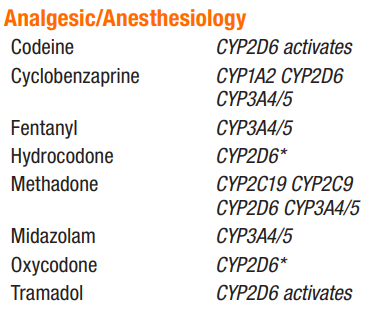 Analgesic/Anesthesiology
Codeine CYP2D6 activates
Cyclobenzaprine CYP1A2 CYP2D6
CYP3A4/5
Fentanyl CYP3A4/5
Hydrocodone CYP2D6*
Methadone CYP2C19 CYP2C9
CYP2D6 CYP3A4/5
Midazolam CYP3A4/5
Oxycodone CYP2D6*
Tramadol CYP2D6 activates